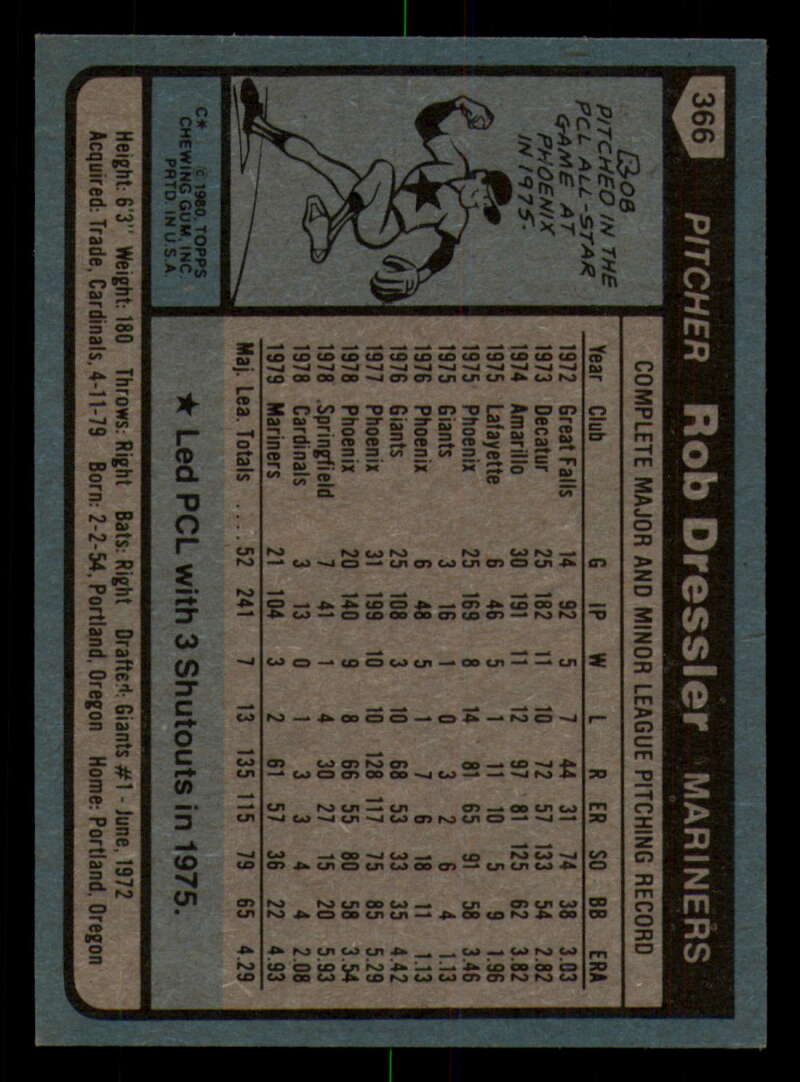 366
PITCHER Rob Dressler MARINERS
BOB
PITCHED IN THE
PCL ALL-STAR
GAME AT
PHOENIX
IN 1975.
C* © 1980 TOPPS
CHEWING GUM, INC.
PRTD. IN U.S.A
COMPLETE MAJOR AND MINOR LEAGUE PITCHING RECORD
Year Club G IP W L R ER SO BB ERA
1972 Great Falls 14 92 5 7 44 31 74 38 3.03
1973 Decatur 25 182 11 10 72 57 133 54 2.82
1974 Amarillo 30 191 11 12 97 81 125 62 3.82
1975 Lafayette 6 46 5 1 11 10 5 9 1.96
1975 Phoenix 25 169 8 14 81 65 91 58 3.46
1975 Giants 3 16 1 0 3 2 6 4 1.13
1976 Phoenix 6 48 5 1 7 6 18 11 1.13
1976 Giants 25 108 3 10 68 53 33 35 4.42
1977 Phoenix 31 199 10 10 128 117 75 85 5.29
1978 Phoenix 20 140 9 8 66 55 80 58 3.54
1978 Springfield 7 41 1 4 30 27 15 20 5.93
1978 Cardinals 3 13 0 1 3 3 4 4 2.08
1979 Mariners 21 104 3 2 61 57 36 22 4.93
Maj. Lea. Totals .... 52 241 7 13 135 115 79 65 4.29
★ Led PCL with 3 Shutouts in 1975.
Height: 6'3" Weight: 180 Throws: Right Bats: Right Drafted: Giants #1 - June, 1972
Acquired: Trade, Cardinals, 4-11-79 Born: 2-2-54, Portland, Oregon Home: Portland, Oregon